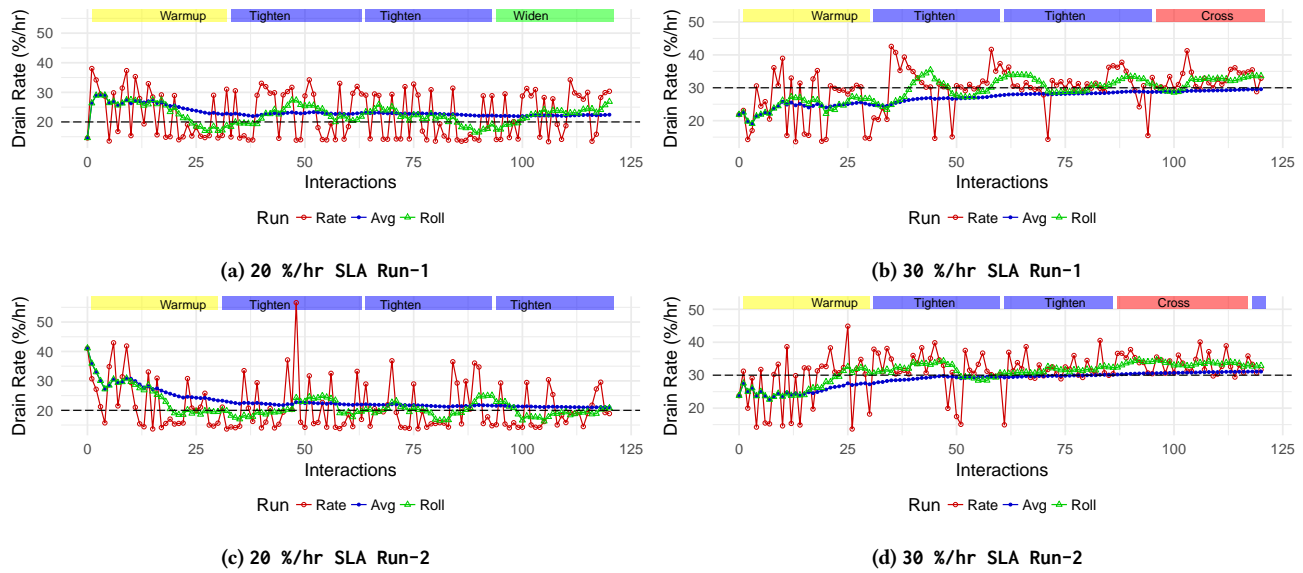 Warmup Tighten Tighten Widen
Drain Rate (%/hr)
50
40
30
20
0 25 50 75 100 125
Interactions
Run Rate Avg Roll
(a) 20 %/hr SLA Run-1
Warmup Tighten Tighten Cross
Drain Rate (%/hr)
50
40
30
20
0 25 50 75 100 125
Interactions
Run Rate Avg Roll
(b) 30 %/hr SLA Run-1
Warmup Tighten Tighten Tighten
Drain Rate (%/hr)
50
40
30
20
0 25 50 75 100 125
Interactions
Run Rate Avg Roll
(c) 20 %/hr SLA Run-2
Warmup Tighten Tighten Cross
Drain Rate (%/hr)
50
40
30
20
0 25 50 75 100 125
Interactions
Run Rate Avg Roll
(d) 30 %/hr SLA Run-2